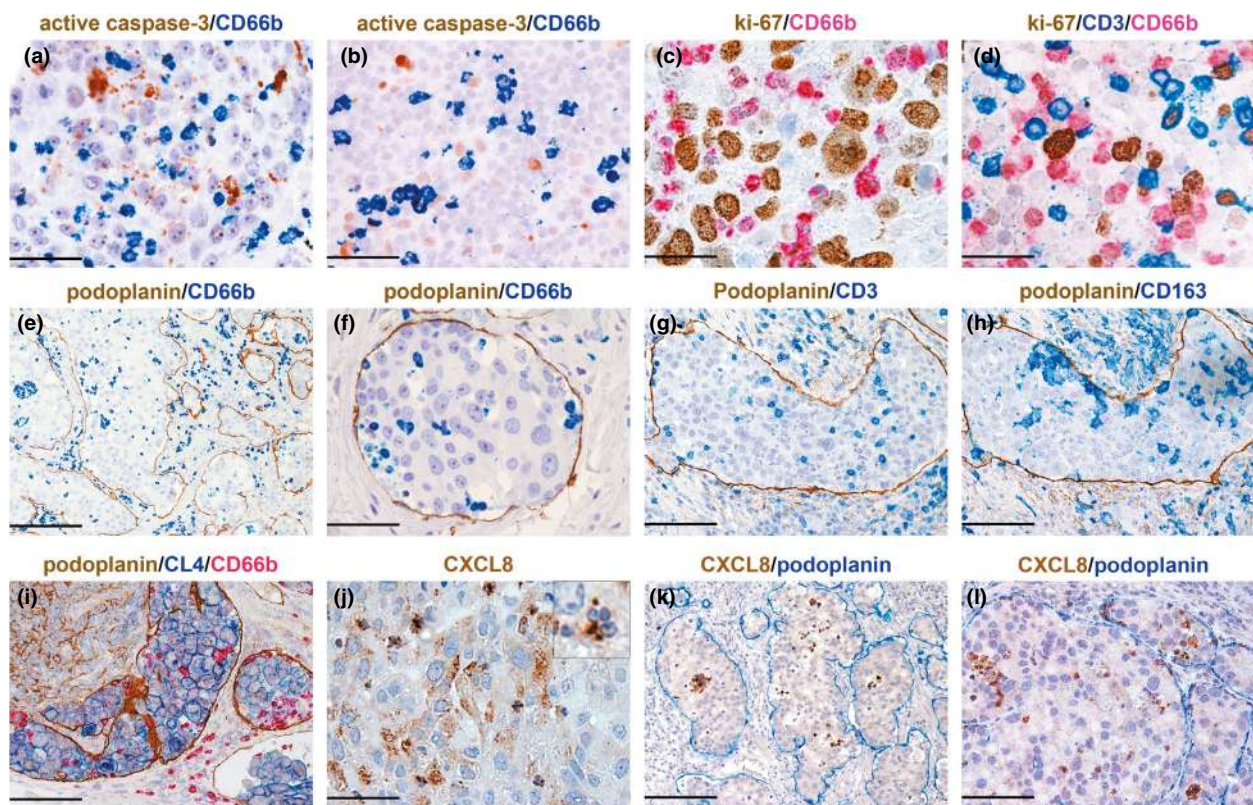 active caspase-3/CD66b
active caspase-3/CD66b
ki-67/CD66b
ki-67/CD3/CD66b
(a)
(b)
(c)
(d)
podoplanin/CD66b
podoplanin/CD66b
Podoplanin/CD3
podoplanin/CD163
(e)
(f)
(g)
(h)
podoplanin/CL4/CD66b
CXCL8
CXCL8/podoplanin
CXCL8/podoplanin
(i)
(j)
(k)
(l)